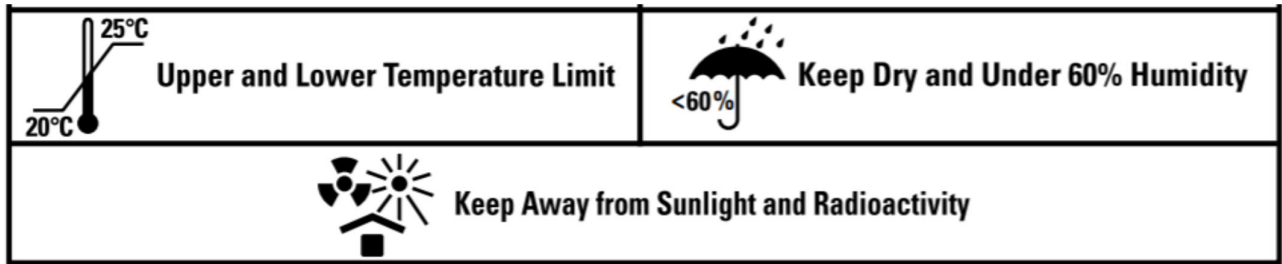 25°C
Upper and Lower Temperature Limit
20°C
Keep Dry and Under 60% Humidity
<60%
Keep Away from Sunlight and Radioactivity